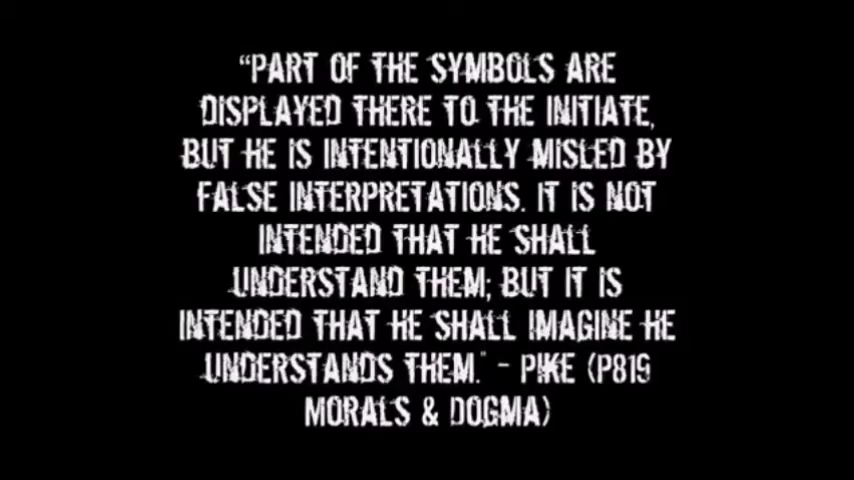 “PART OF THE SYMBOLS ARE
DISPLAYED THERE TO THE INITIATE,
BUT HE IS INTENTIONALLY MISLED BY
FALSE INTERPRETATIONS. IT IS NOT
INTENDED THAT HE SHALL
UNDERSTAND THEM; BUT IT IS
INTENDED THAT HE SHALL IMAGINE HE
UNDERSTANDS THEM." - PIKE (P819
MORALS & DOGMA)